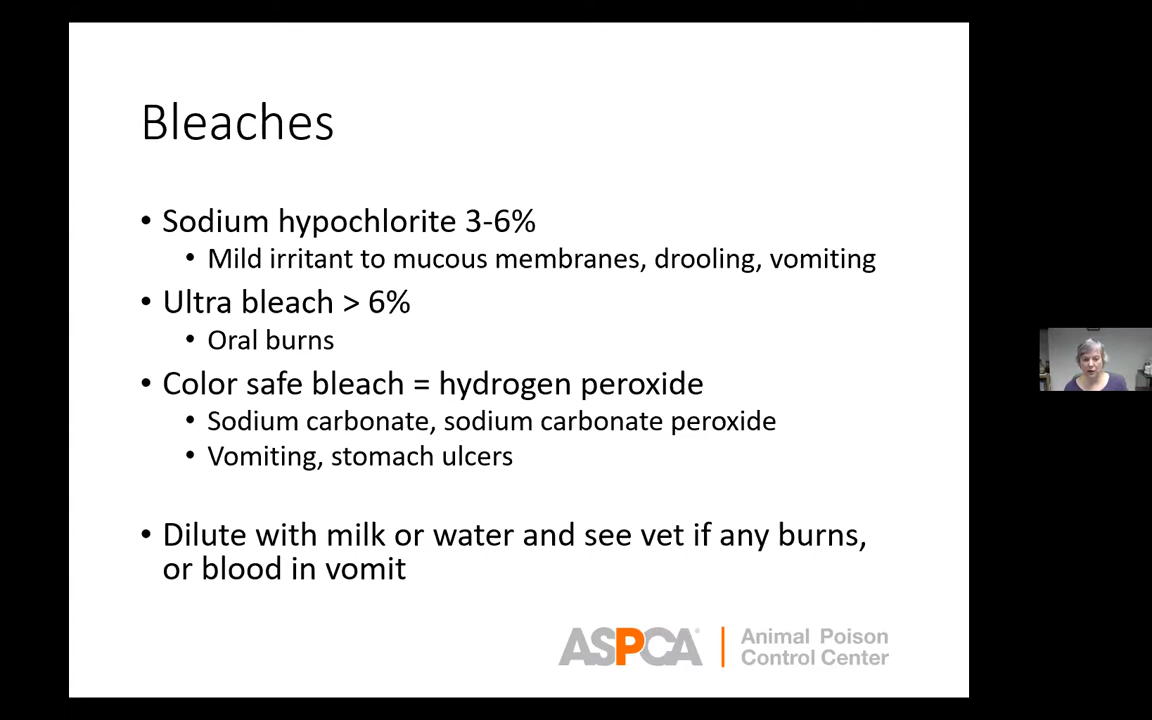 Bleaches
• Sodium hypochlorite 3-6%
• Mild irritant to mucous membranes, drooling, vomiting
• Ultra bleach > 6%
• Oral burns
• Color safe bleach = hydrogen peroxide
• Sodium carbonate, sodium carbonate peroxide
• Vomiting, stomach ulcers
• Dilute with milk or water and see vet if any burns,
or blood in vomit
ASPCA® | Animal Poison
Control Center